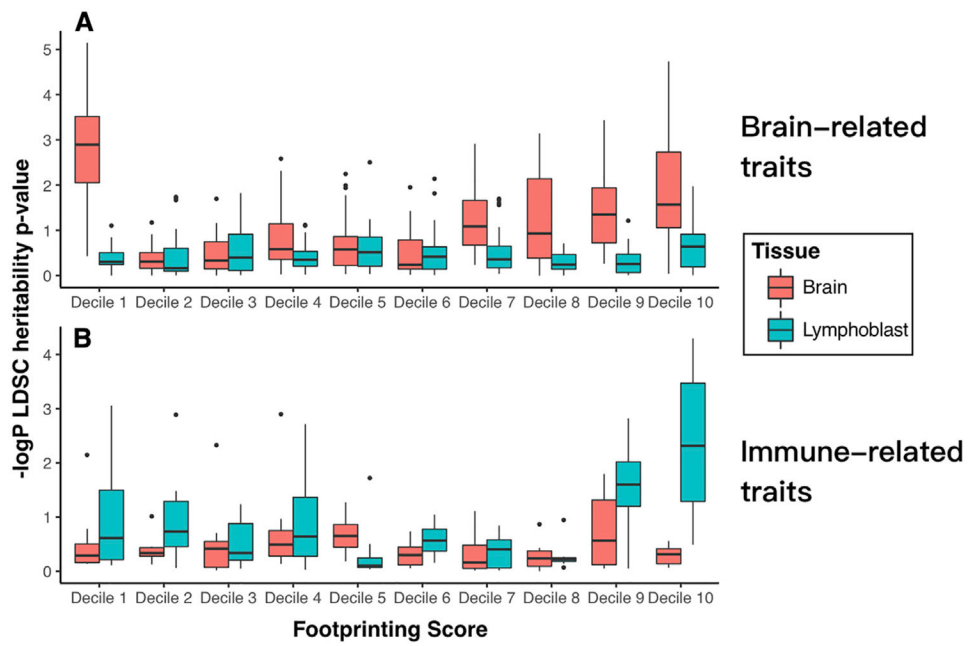 A
5
4
3
2
1
0
Decile 1 Decile 2 Decile 3 Decile 4 Decile 5 Decile 6 Decile 7 Decile 8 Decile 9 Decile 10
Brain–related
traits
-logP LDSC heritability p-value
Tissue
Brain
Lymphoblast
B
4
3
2
1
0
Decile 1 Decile 2 Decile 3 Decile 4 Decile 5 Decile 6 Decile 7 Decile 8 Decile 9 Decile 10
Immune–related
traits
Footprinting Score